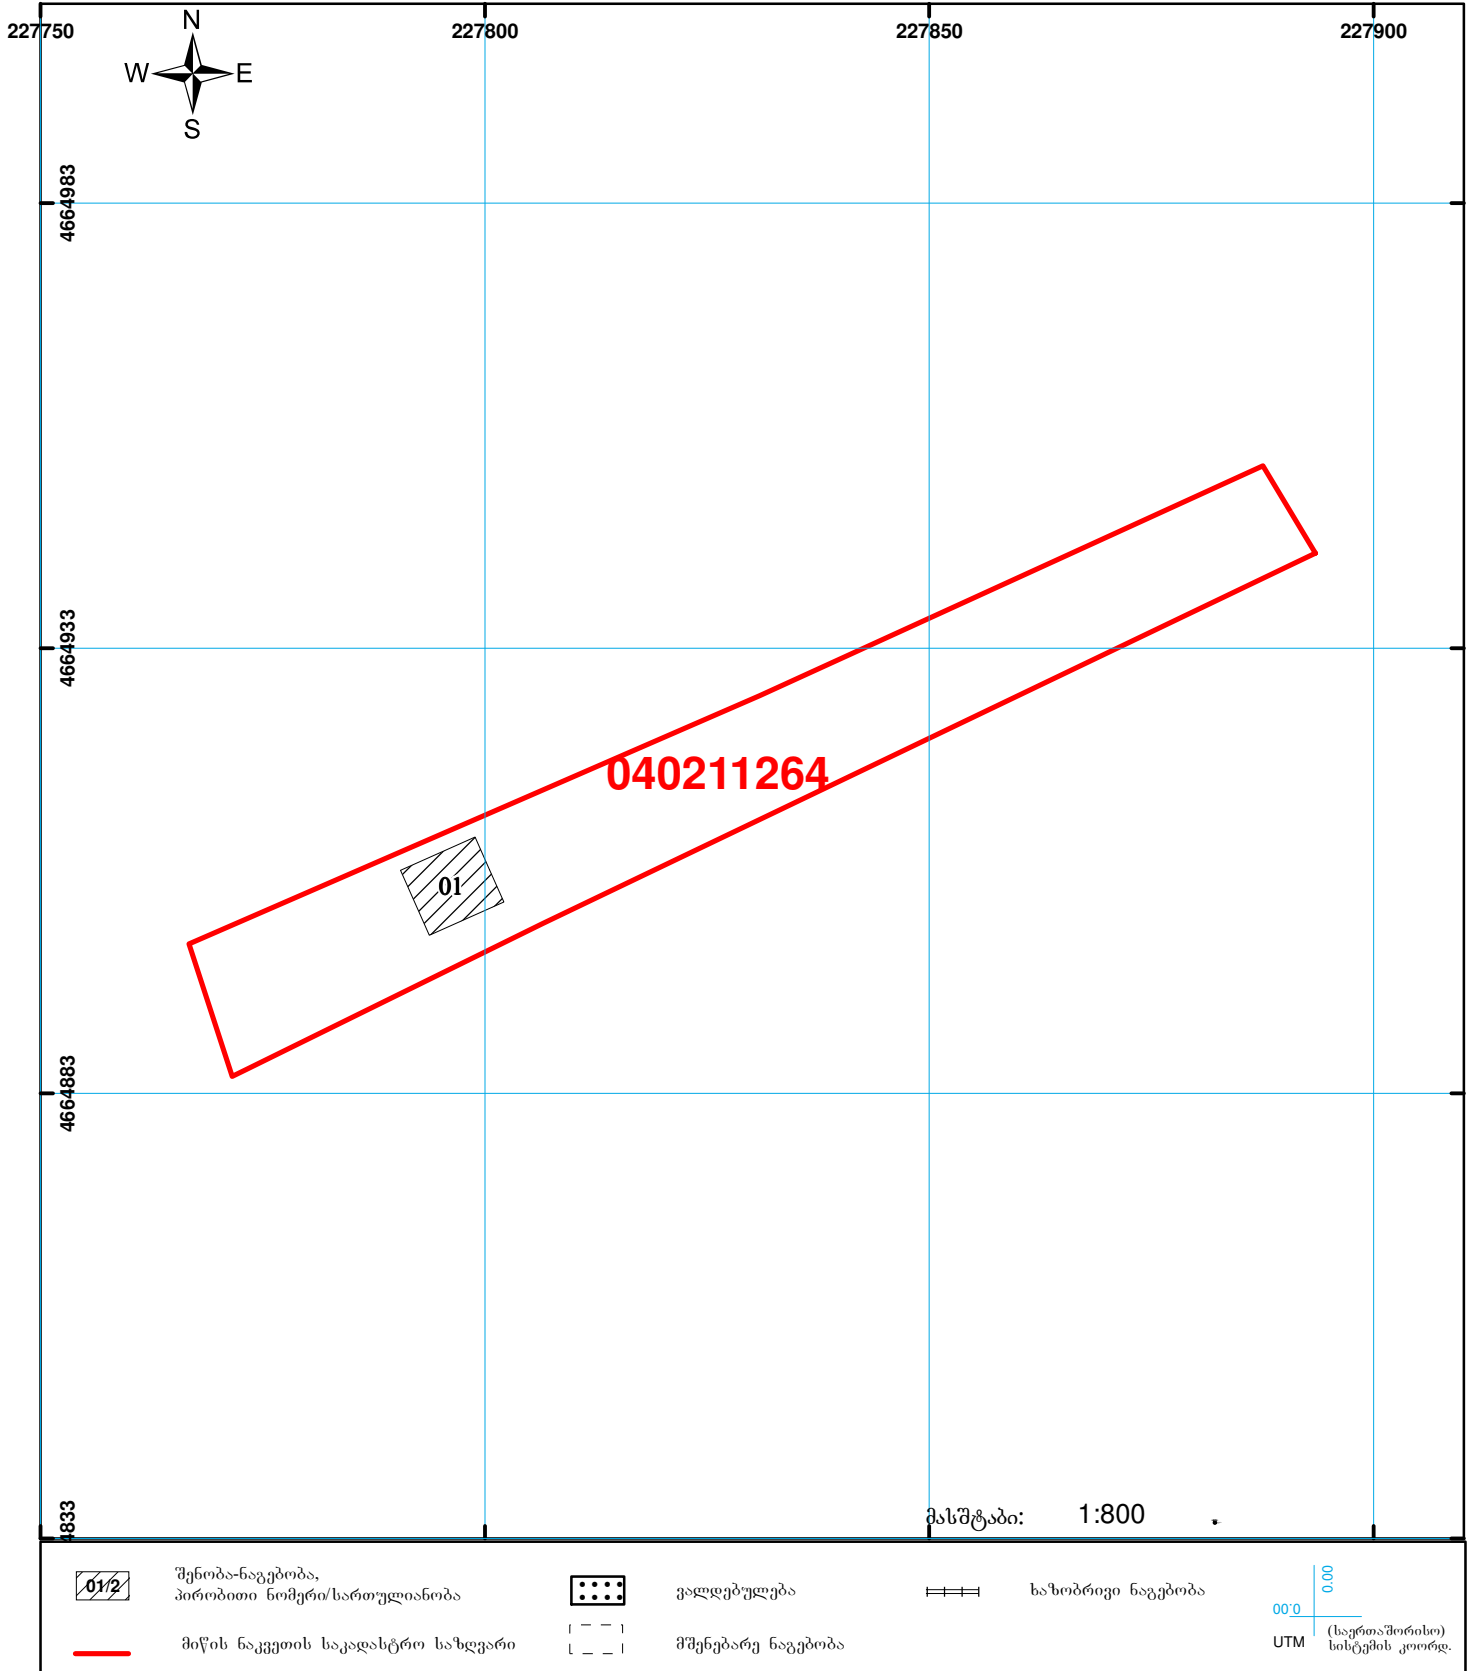 227750
227800
227850
227900
N
W
E
S
4664983
4664933
4664883
4833
040211264
01
მასშტაბი: 1:800
01/2
შენობა-ნაგებობა,
პირობითი ნომერი/სართულიანობა
ვალდებულება
ხაზობრივი ნაგებობა
მიწის ნაკვეთის საკადასტრო საზღვარი
მშენებარე ნაგებობა
00.0
00.0
UTM
(საერთაშორისო)
სისტემის კოორდ.